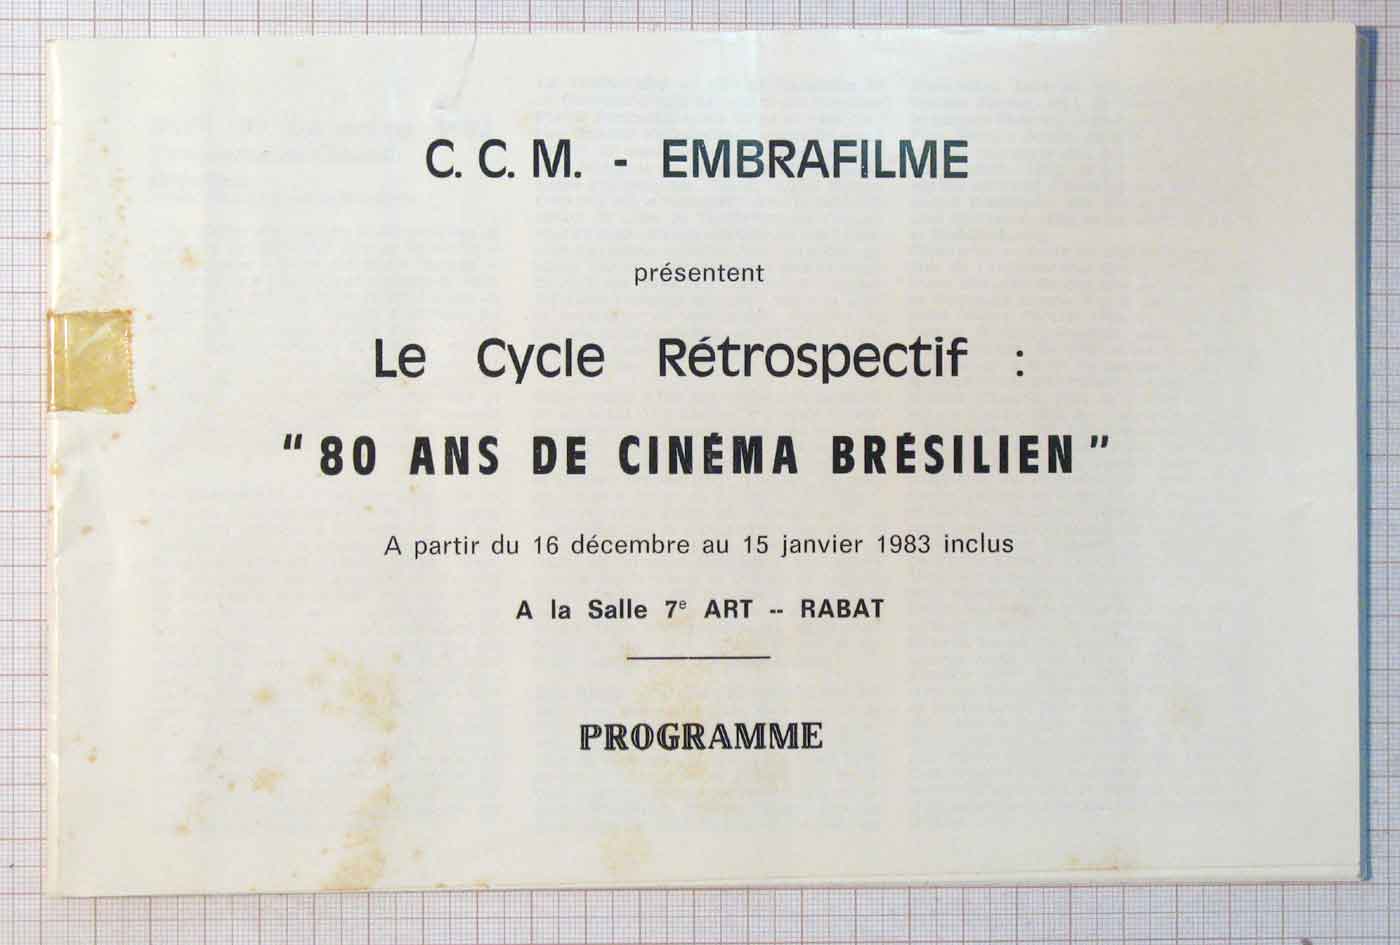 C. C. M. - EMBRAFILME
présentent
Le Cycle Rétrospectif :
" 80 ANS DE CINÉMA BRÉSILIEN "
A partir du 16 décembre au 15 janvier 1983 inclus
A la Salle 7e ART -- RABAT
PROGRAMME